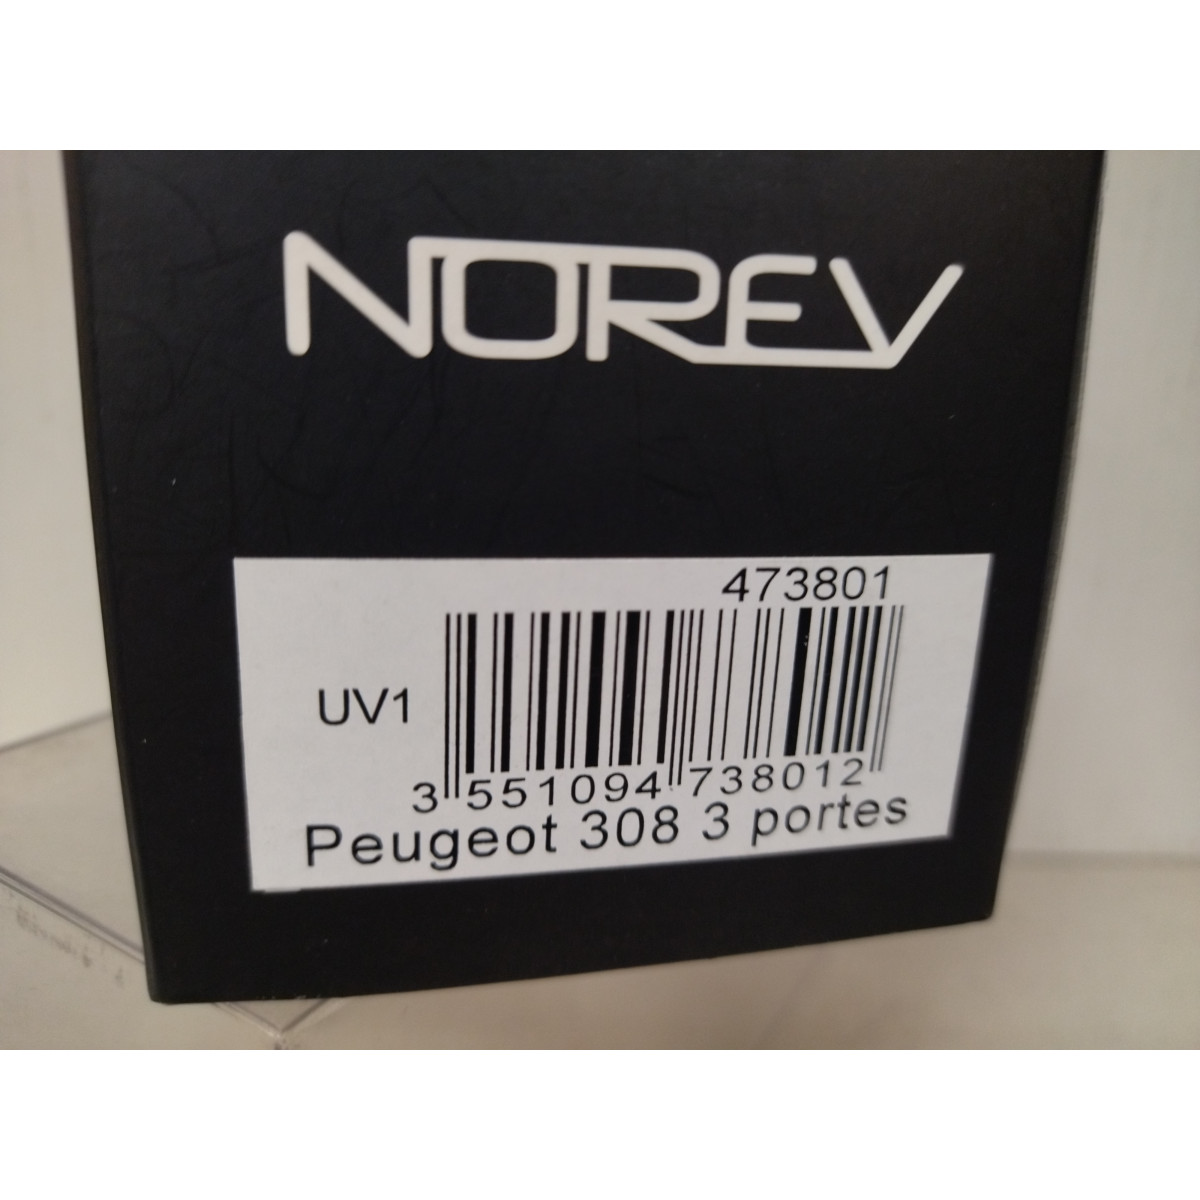 NOREV
473801
UV1
3 551094 738012
Peugeot 308 3 portes